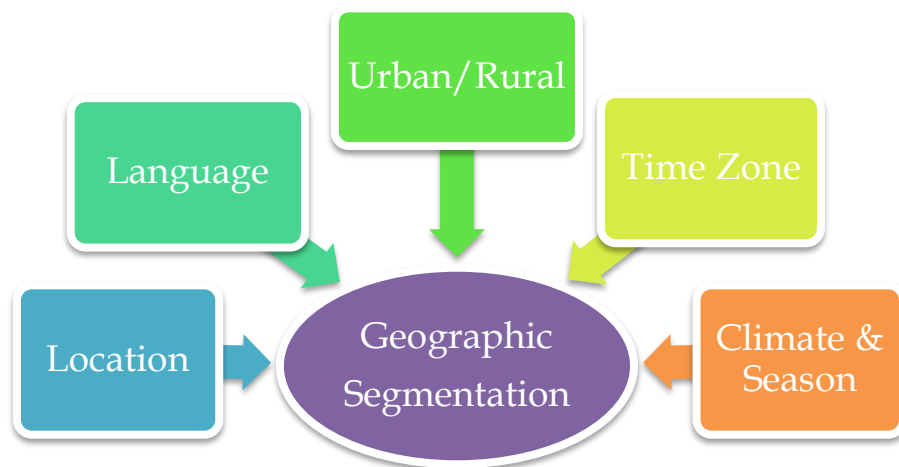 Urban/Rural
Language
Time Zone
Location
Geographic
Segmentation
Climate &
Season